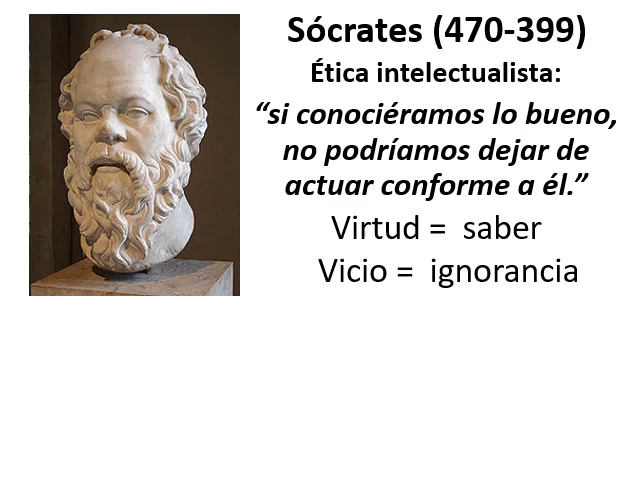 Sócrates (470-399)
Ética intelectualista:
“si conociéramos lo bueno,
no podríamos dejar de
actuar conforme a él.”
Virtud =  saber
Vicio =  ignorancia